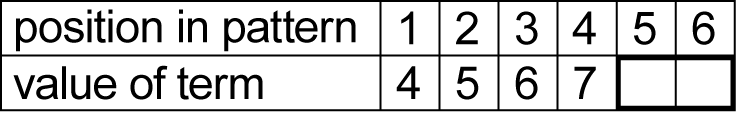 position in pattern 1 2 3 4 5 6
value of term 4 5 6 7